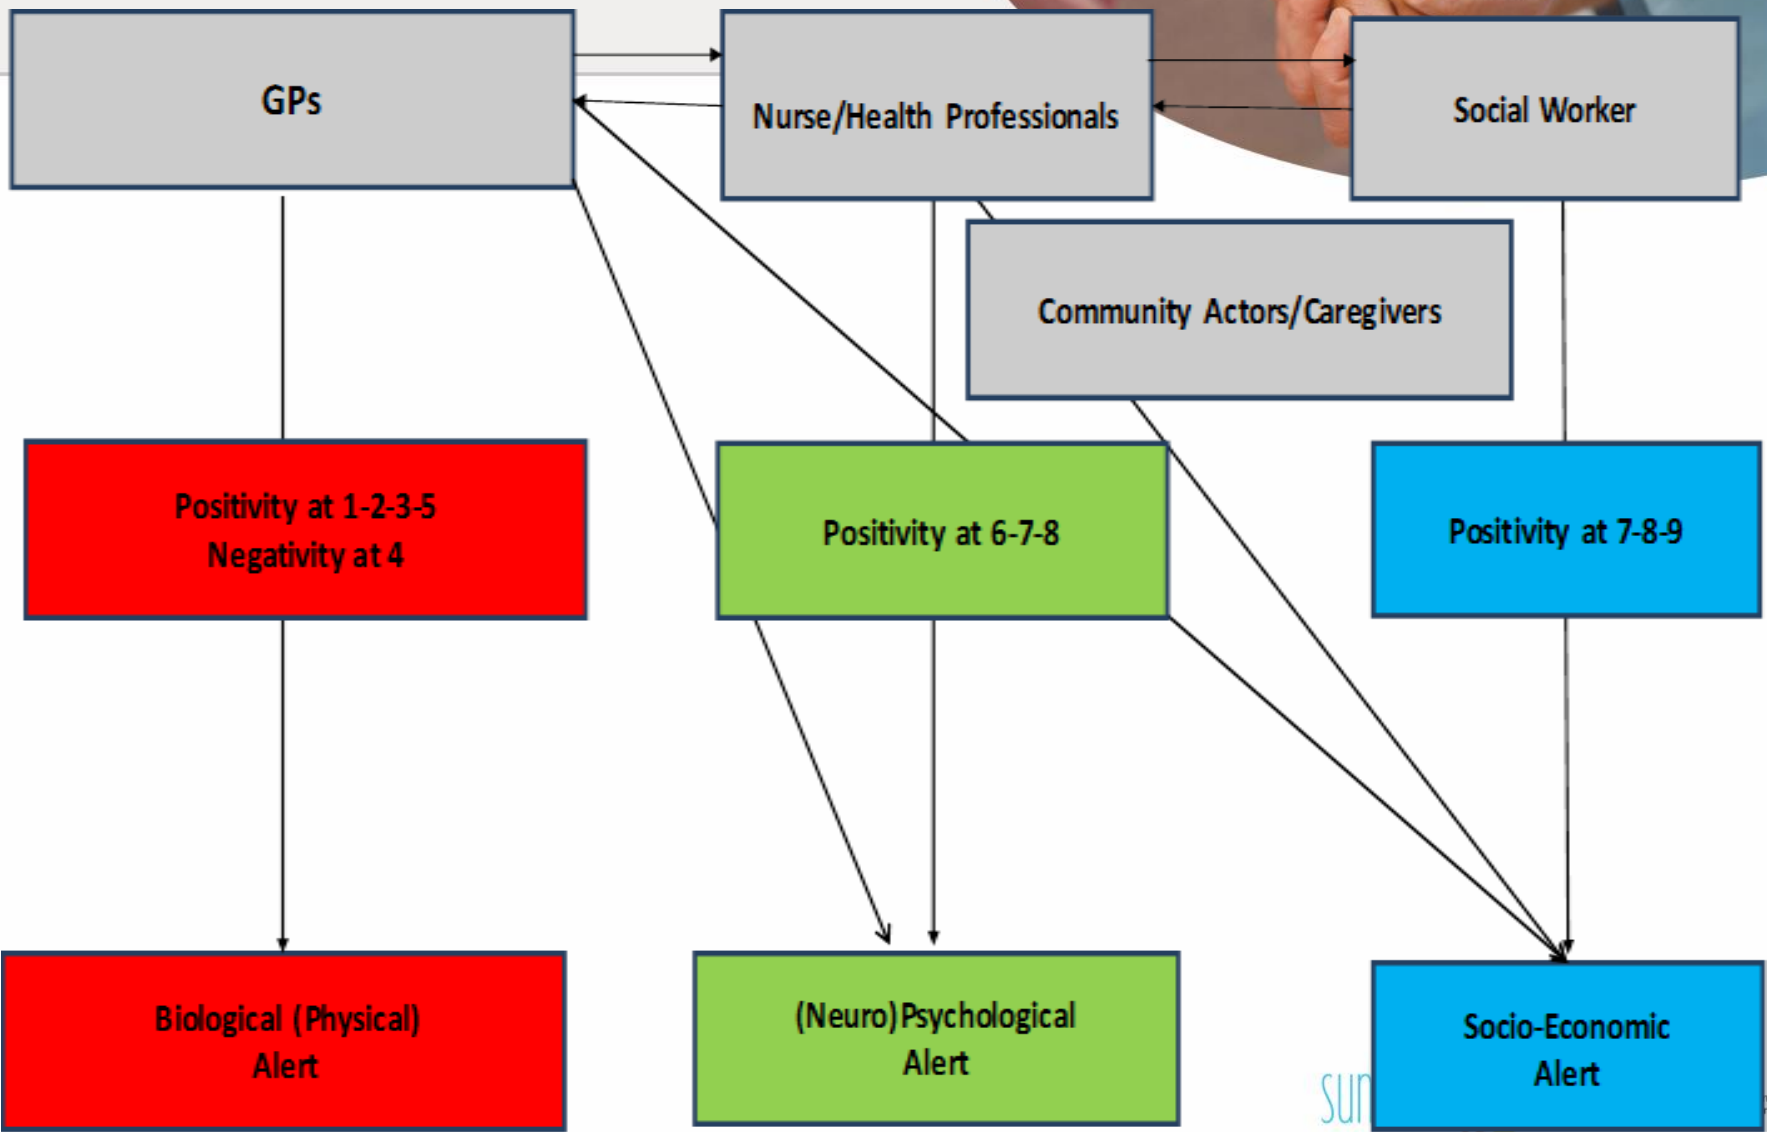 GPs
Nurse/Health Professionals
Social Worker
Community Actors/Caregivers
Positivity at 1-2-3-5
Negativity at 4
Positivity at 6-7-8
Positivity at 7-8-9
Biological (Physical)
Alert
(Neuro)Psychological
Alert
Socio-Economic
Alert